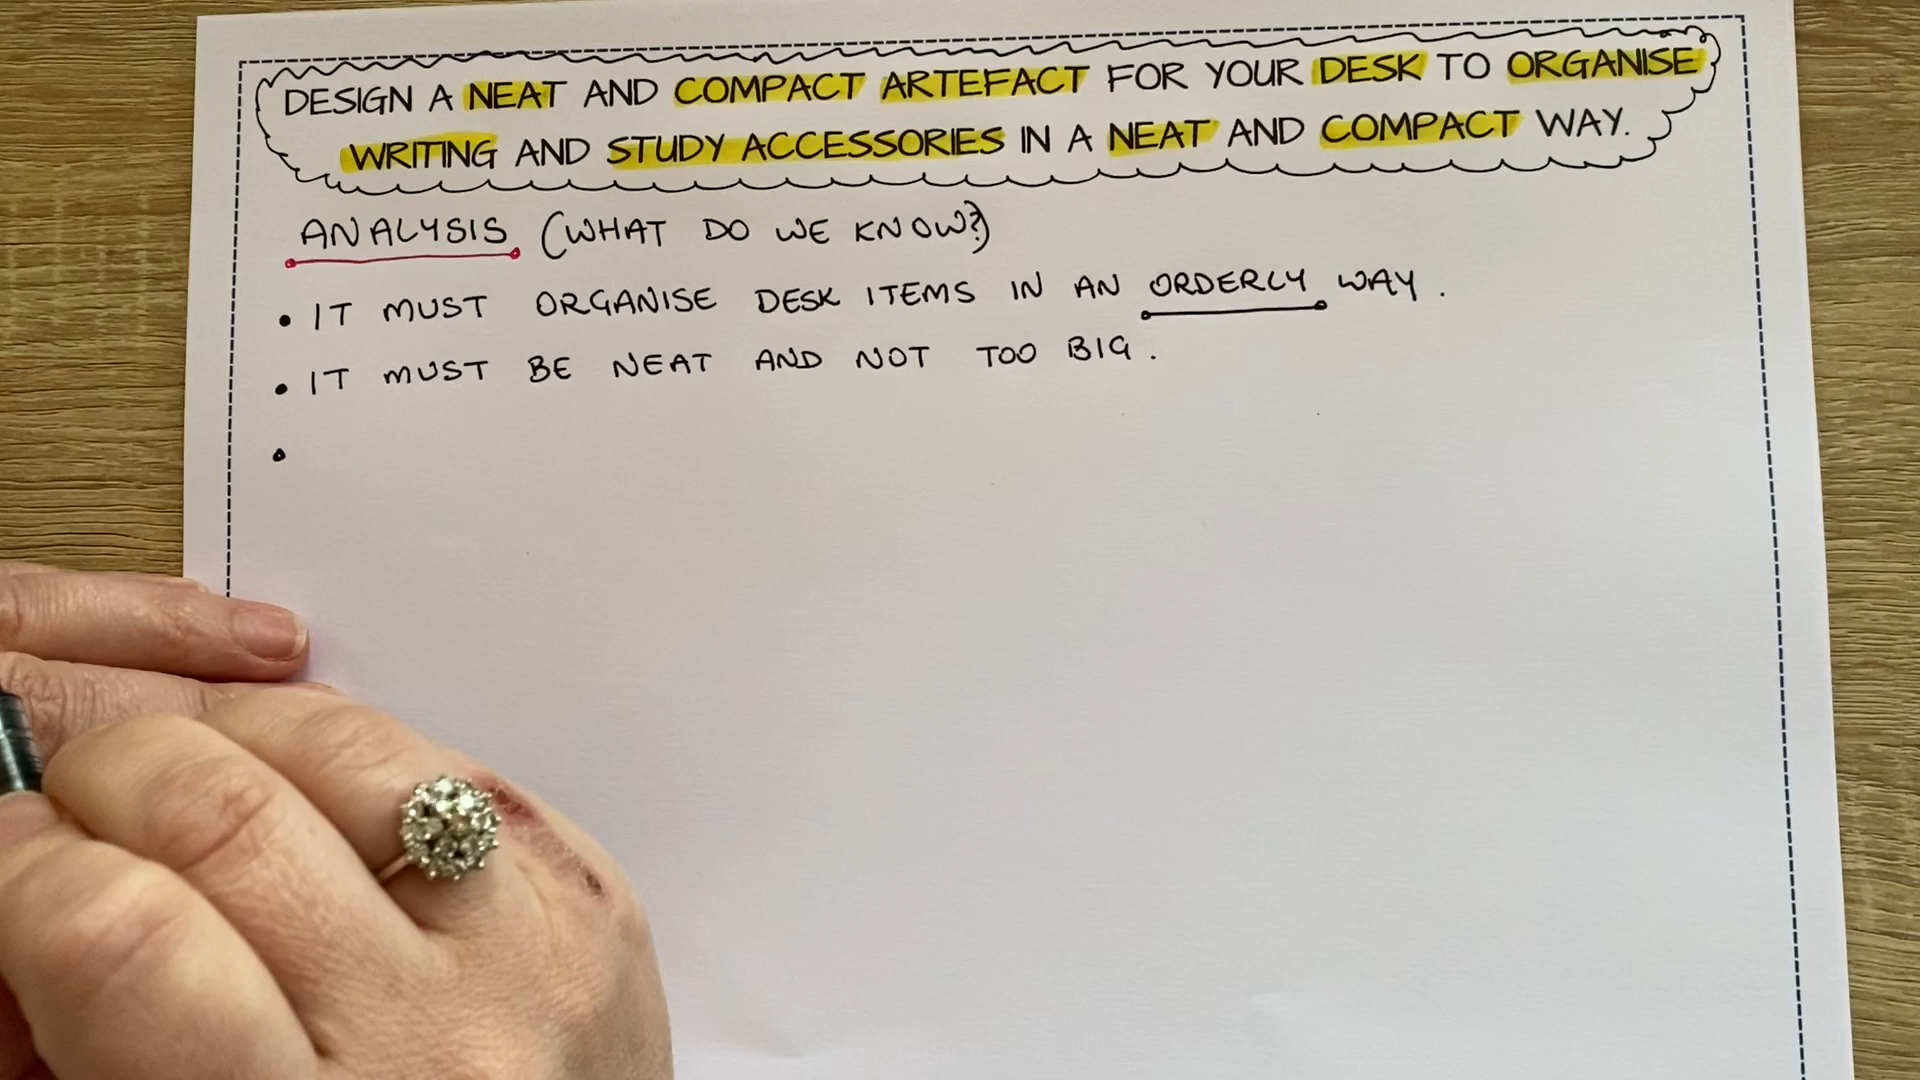 DESIGN A NEAT AND COMPACT ARTEFACT FOR YOUR DESK TO ORGANISE
WRITING AND STUDY ACCESSORIES IN A NEAT AND COMPACT WAY.
ANALYSIS (WHAT DO WE KNOW?)
• IT MUST ORGANISE DESK ITEMS IN AN ORDERLY WAY.
• IT MUST BE NEAT AND NOT TOO BIG.
•